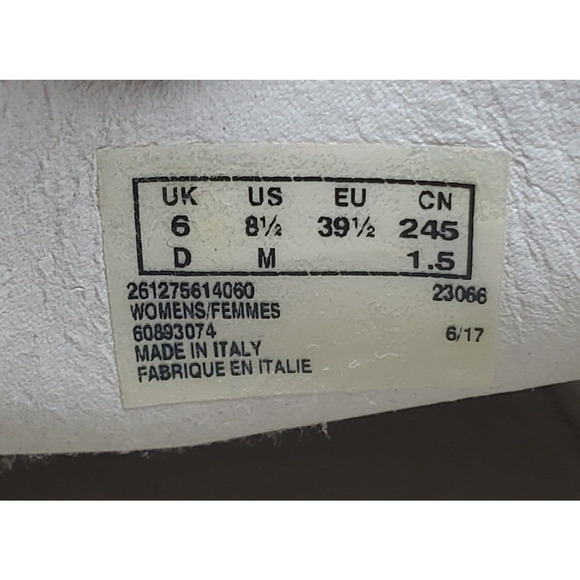 UK US EU CN
6 8½ 39½ 245
D M 1.5
261275614060 23066
WOMENS/FEMMES
60893074 6/17
MADE IN ITALY
FABRIQUE EN ITALIE